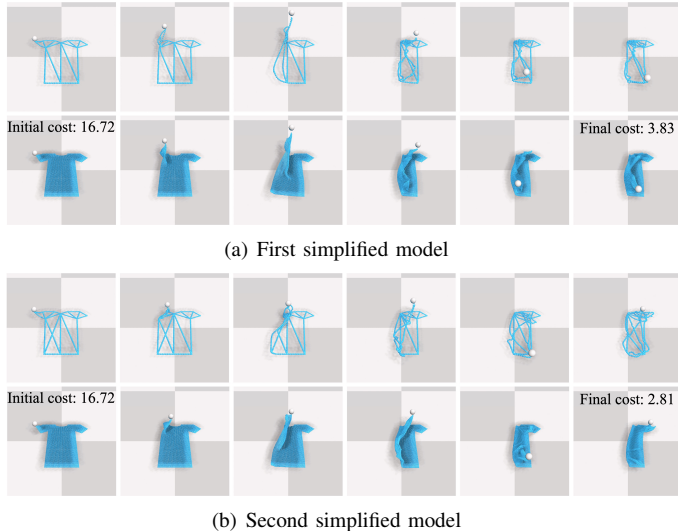 Initial cost: 16.72
Final cost: 3.83
(a) First simplified model
Initial cost: 16.72
Final cost: 2.81
(b) Second simplified model